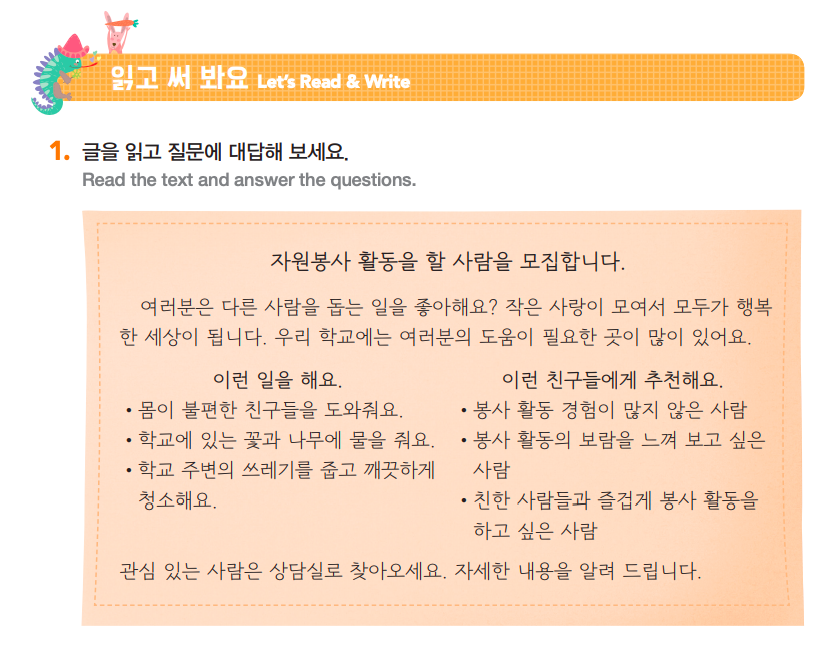 읽고 써 봐요 Let's Read & Write
1. 글을 읽고 질문에 대답해 보세요.
Read the text and answer the questions.
자원봉사 활동을 할 사람을 모집합니다.
여러분은 다른 사람을 돕는 일을 좋아해요? 작은 사랑이 모여서 모두가 행복
한 세상이 됩니다. 우리 학교에는 여러분의 도움이 필요한 곳이 많이 있어요.
이런 일을 해요.
• 몸이 불편한 친구들을 도와줘요.
• 학교에 있는 꽃과 나무에 물을 줘요.
• 학교 주변의 쓰레기를 줍고 깨끗하게
청소해요.
이런 친구들에게 추천해요.
• 봉사 활동 경험이 많지 않은 사람
• 봉사 활동의 보람을 느껴 보고 싶은
사람
• 친한 사람들과 즐겁게 봉사 활동을
하고 싶은 사람
관심 있는 사람은 상담실로 찾아오세요. 자세한 내용을 알려 드립니다.